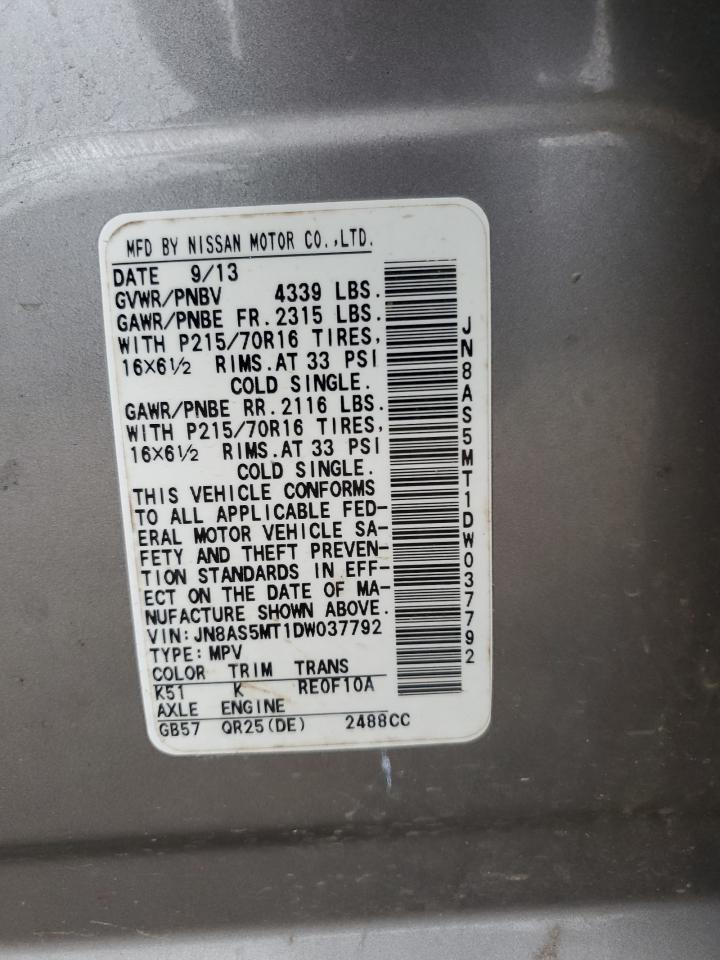 MFD BY NISSAN MOTOR CO.,LTD.
DATE 9/13
GVWR/PNBV 4339 LBS.
GAWR/PNBE FR.2315 LBS.
WITH P215/70R16 TIRES,
16×6½ RIMS.AT 33 PSI
COLD SINGLE.
GAWR/PNBE RR.2116 LBS.
WITH P215/70R16 TIRES,
16×6½ RIMS.AT 33 PSI
COLD SINGLE.
THIS VEHICLE CONFORMS
TO ALL APPLICABLE FED-
ERAL MOTOR VEHICLE SA-
FETY AND THEFT PREVEN-
TION STANDARDS IN EFF-
ECT ON THE DATE OF MA-
NUFACTURE SHOWN ABOVE.
VIN:JN8AS5MT1DW037792
TYPE:MPV
COLOR TRIM TRANS
K51 K RE0F10A
AXLE ENGINE
GB57 QR25(DE) 2488CC
JN8AS5MT1DW037792